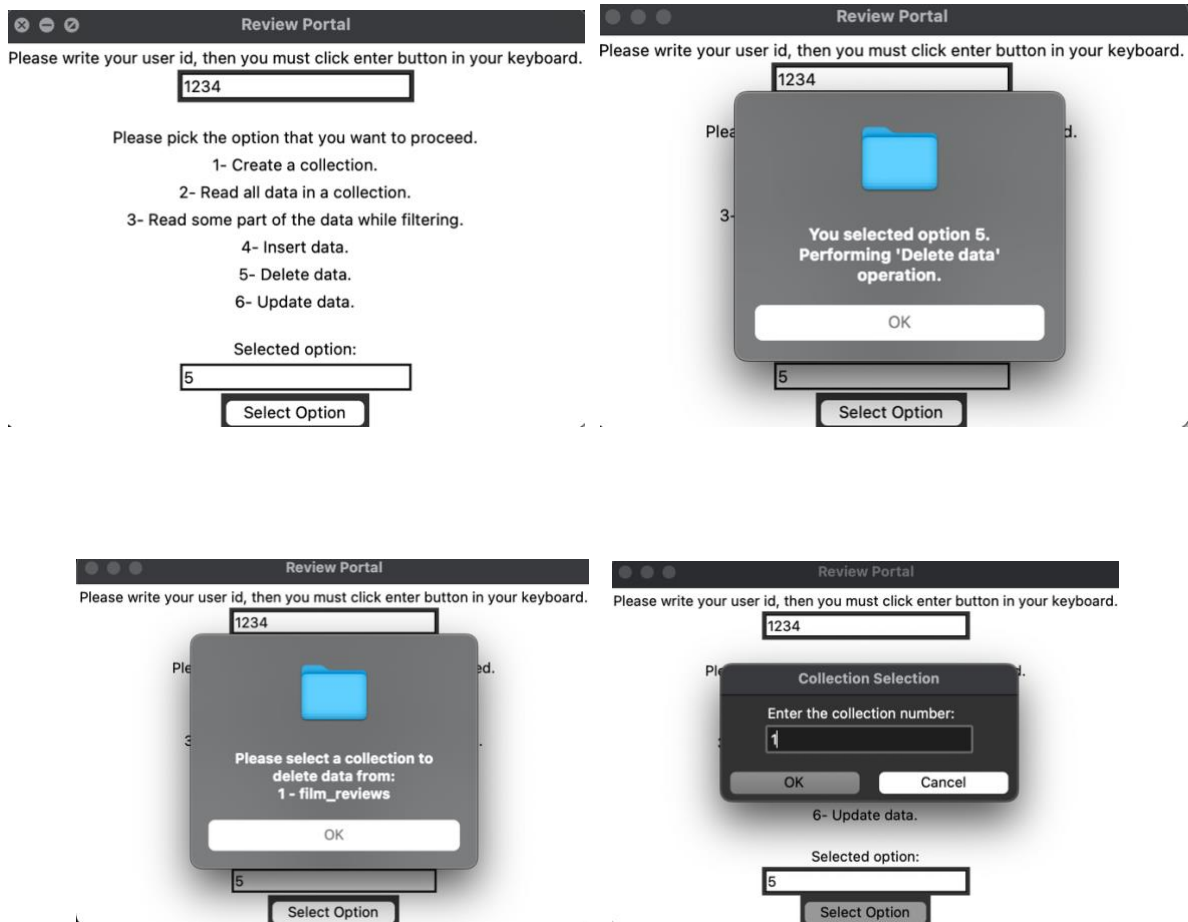 Review Portal
Please write your user id, then you must click enter button in your keyboard.
1234
Please pick the option that you want to proceed.
1- Create a collection.
2- Read all data in a collection.
3- Read some part of the data while filtering.
4- Insert data.
5- Delete data.
6- Update data.
Selected option:
5
Select Option
Review Portal
Please write your user id, then you must click enter button in your keyboard.
1234
Plea
d.
3-
You selected option 5.
Performing 'Delete data'
operation.
OK
5
Select Option
Review Portal
Please write your user id, then you must click enter button in your keyboard.
1234
Ple
ed.
3
Please select a collection to
delete data from:
1 - film_reviews
OK
5
Select Option
Review Portal
Please write your user id, then you must click enter button in your keyboard.
1234
Ple
d.
Collection Selection
Enter the collection number:
1
OK Cancel
6- Update data.
Selected option:
5
Select Option